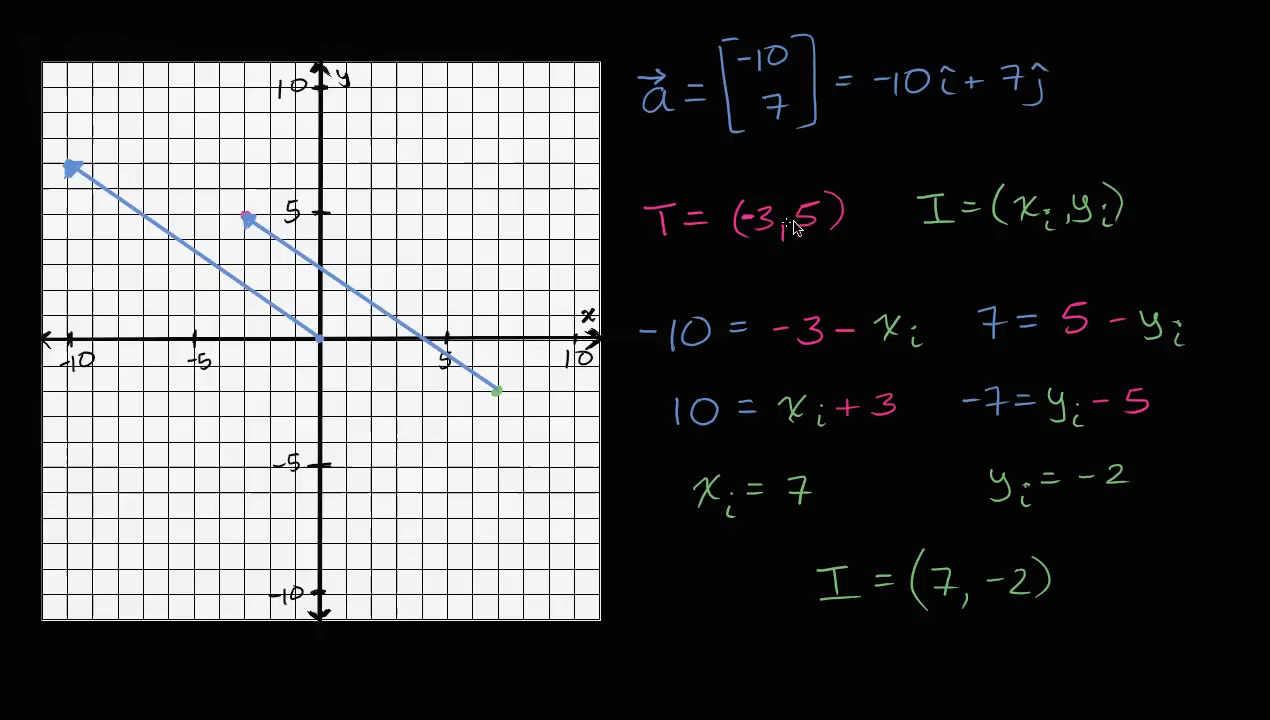 10 y
5
x
-10 -5 5 10
-5
-10
a⃗ = [-10 7] = -10î + 7ĵ
T = (-3, 5) I = (xᵢ, yᵢ)
-10 = -3 - xᵢ 7 = 5 - yᵢ
10 = xᵢ + 3 -7 = yᵢ - 5
xᵢ = 7 yᵢ = -2
I = (7, -2)